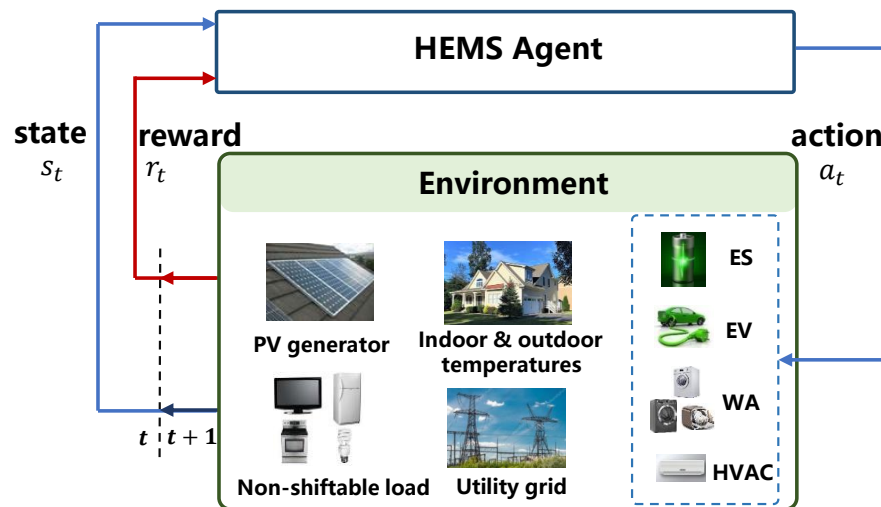 HEMS Agent
state
s_t
reward
r_t
action
a_t
Environment
PV generator
Indoor & outdoor
temperatures
ES
EV
WA
HVAC
Non-shiftable load
Utility grid
t
t + 1